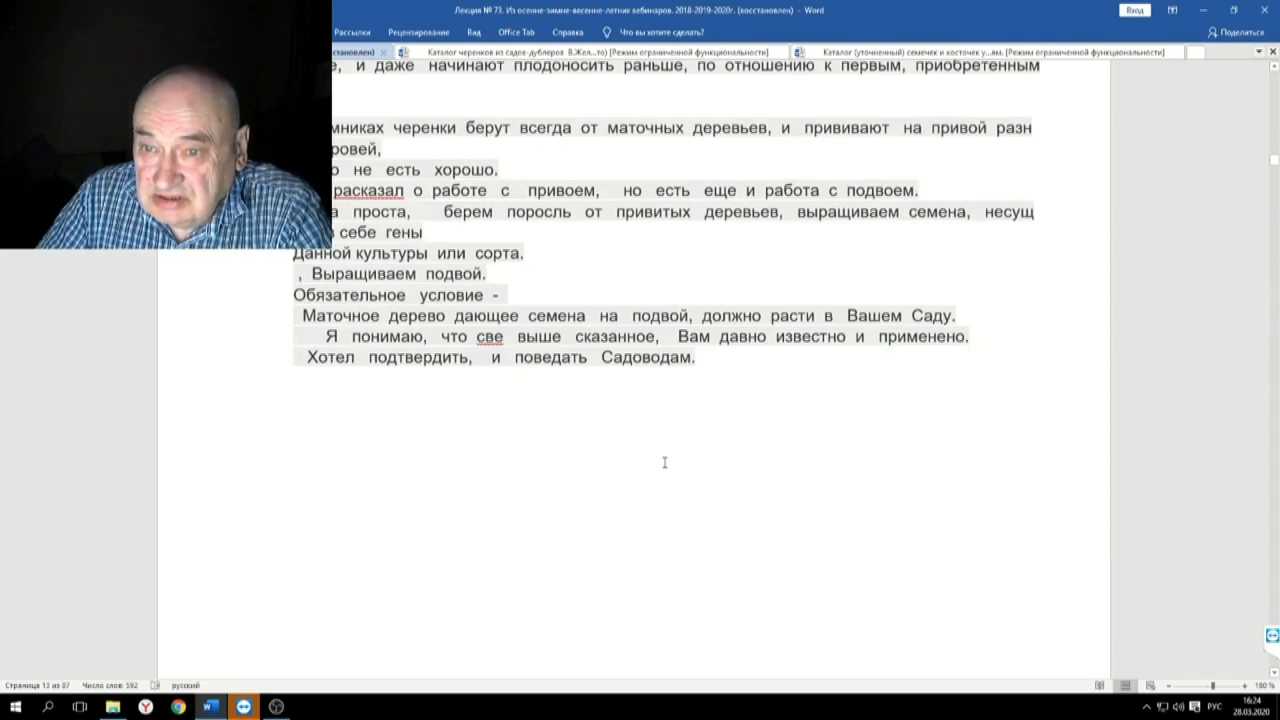 Лекция № 73. Из осенне-зимне-весенне-летник вебинаров. 2018-2019-2020г. (восстановлен) - Word
Вход
Рассылки Рецензирование Вид Office Tab Справка Что вы хотите сделать? Поделиться
Каталог черенков из садов-дублеров В.Жел...то) [Режим ограниченной функциональности]
Каталог (уточненный) семечек и косточек у...ям. [Режим ограниченной функциональности]
е, и даже начинают плодоносить раньше, по отношению к первым, приобретенным
мниках черенки берут всегда от маточных деревьев, и прививают на привой разн
ровей,
о не есть хорошо.
расказал о работе с привоем, но есть еще и работа с подвоем.
а проста, берем поросль от привитых деревьев, выращиваем семена, несущ
себе гены
Данной культуры или сорта.
, Выращиваем подвой.
Обязательное условие -
Маточное дерево дающее семена на подвой, должно расти в Вашем Саду.
Я понимаю, что све выше сказанное, Вам давно известно и применено.
Хотел подтвердить, и поведать Садоводам.
Страница 13 из 87 Число слов: 592 русский 180 %
РУС
16:24
28.03.2020